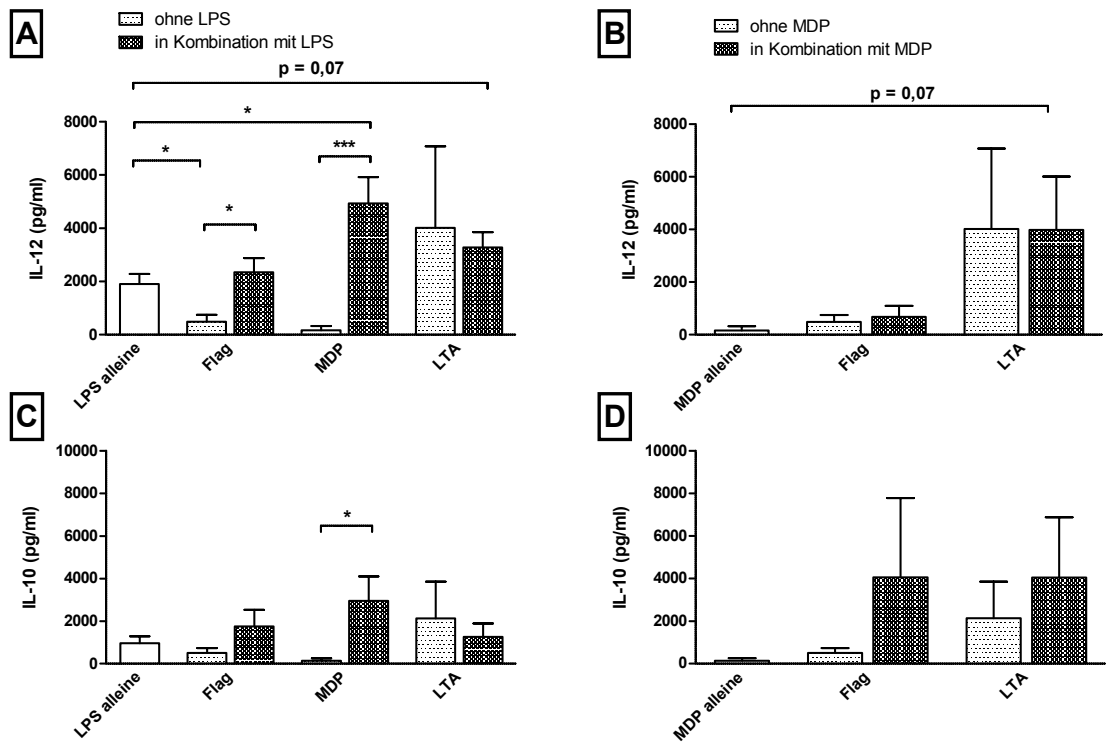 A
ohne LPS
in Kombination mit LPS
p = 0,07
*
*
***
*
8000
6000
4000
2000
0
IL-12 (pg/ml)
LPS alleine
Flag
MDP
LTA
B
ohne MDP
in Kombination mit MDP
p = 0,07
8000
6000
4000
2000
0
IL-12 (pg/ml)
MDP alleine
Flag
LTA
C
10000
8000
6000
4000
2000
0
IL-10 (pg/ml)
*
LPS alleine
Flag
MDP
LTA
D
10000
8000
6000
4000
2000
0
IL-10 (pg/ml)
MDP alleine
Flag
LTA